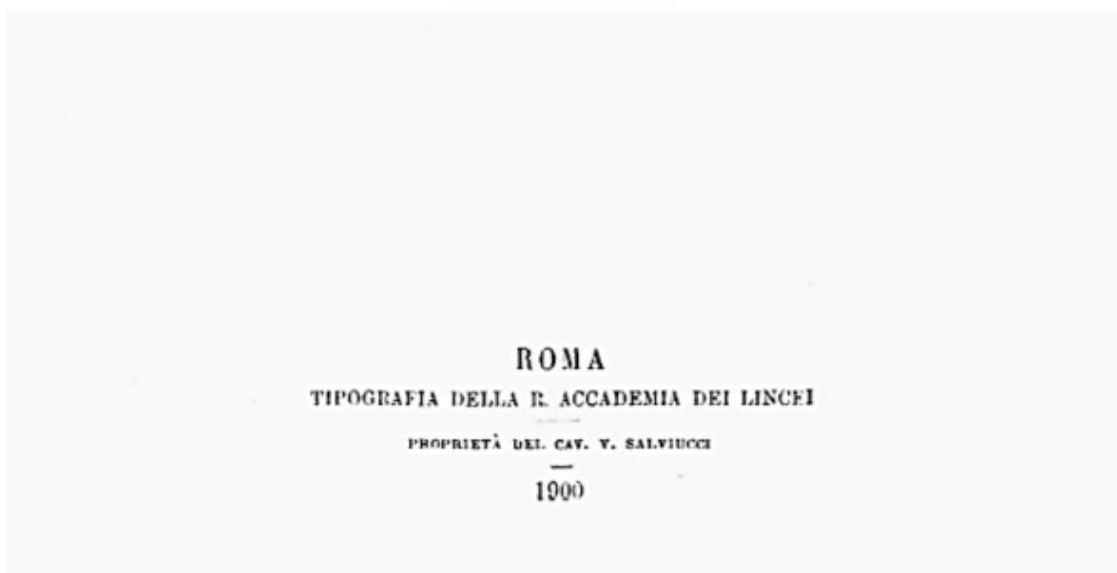 ROMA
TIPOGRAFIA DELLA R. ACCADEMIA DEI LINCEI
PROPRIETÀ DEL CAV. V. SALVIUCCI
1900